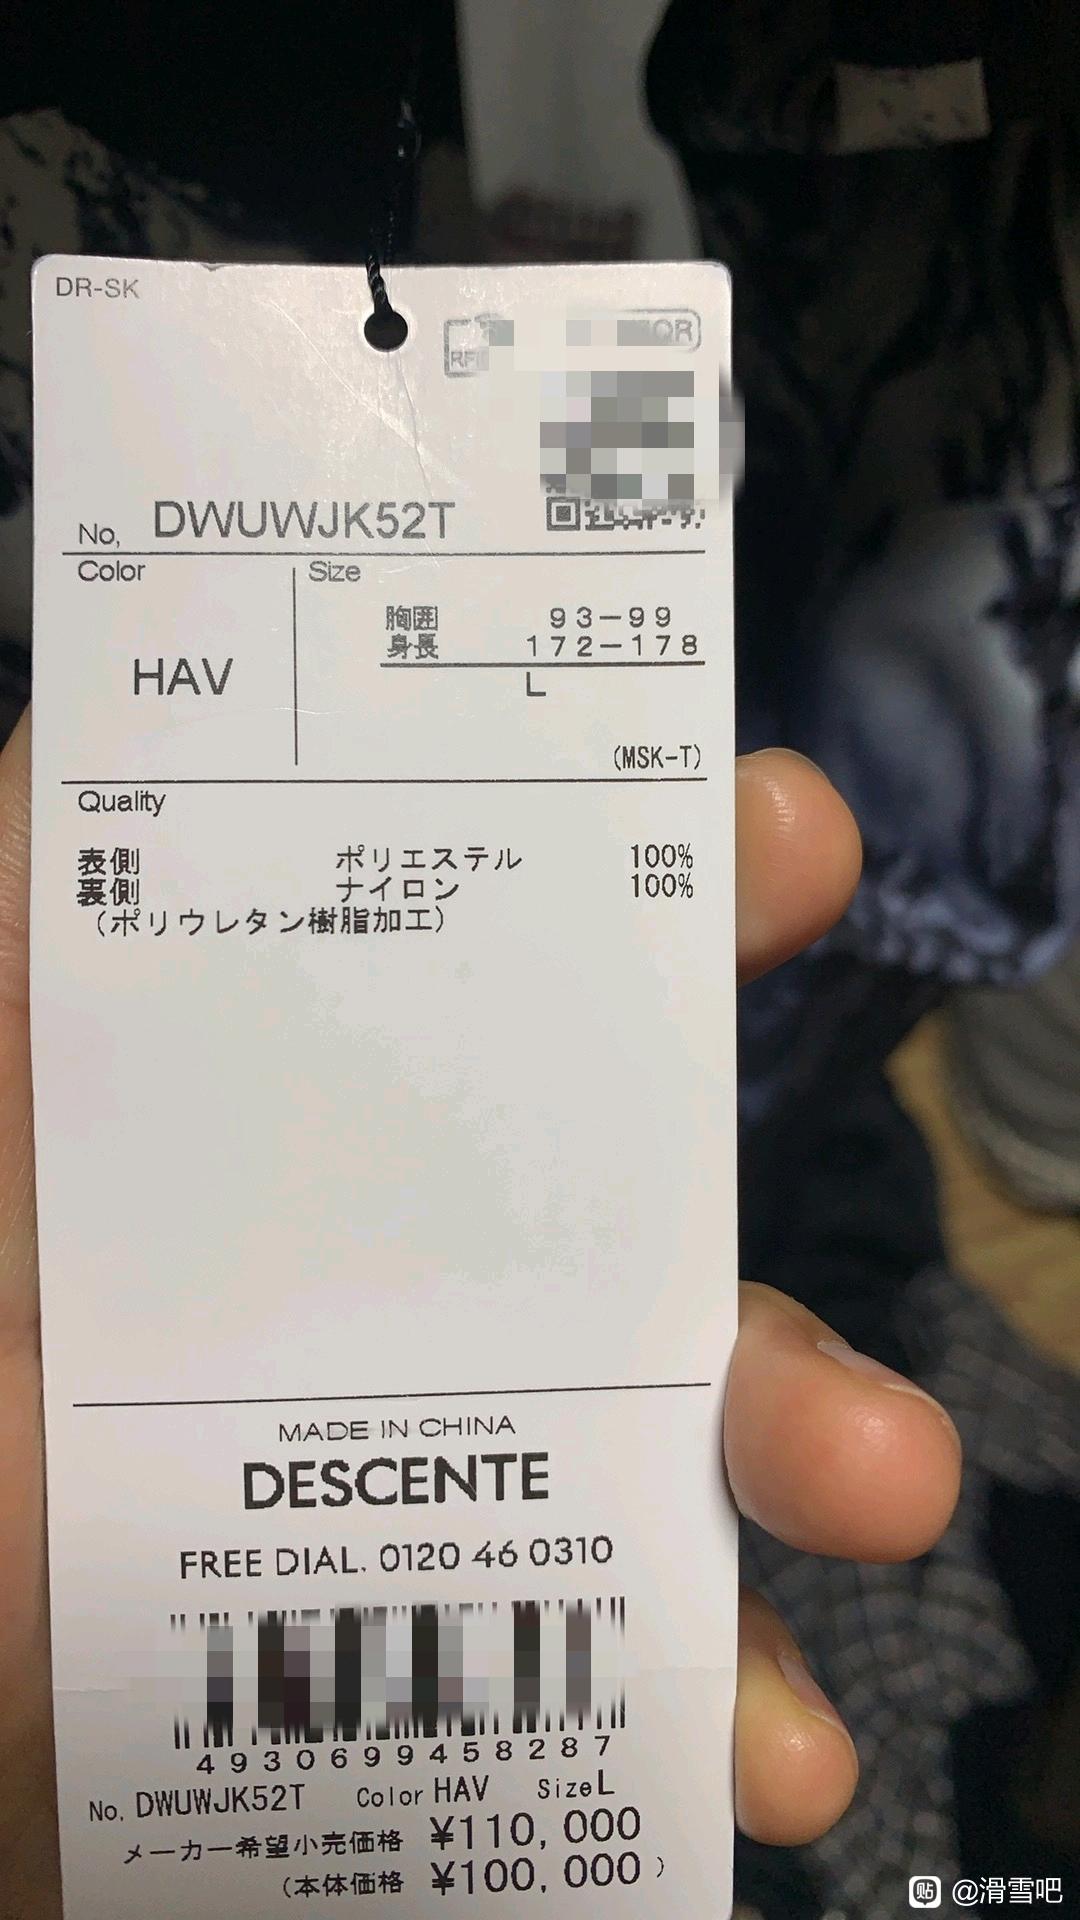 DR-SK
No, DWUWJK52T
Color
Size
胸囲 93-99
身長 172-178
HAV
L
(MSK-T)
Quality
表側 ポリエステル 100%
裏側 ナイロン 100%
(ポリウレタン樹脂加工)
MADE IN CHINA
DESCENTE
FREE DIAL. 0120 46 0310
4930699458287
No. DWUWJK52T Color HAV Size L
メーカー希望小売価格 ¥110,000
(本体価格 ¥100,000 )
贴 @滑雪吧